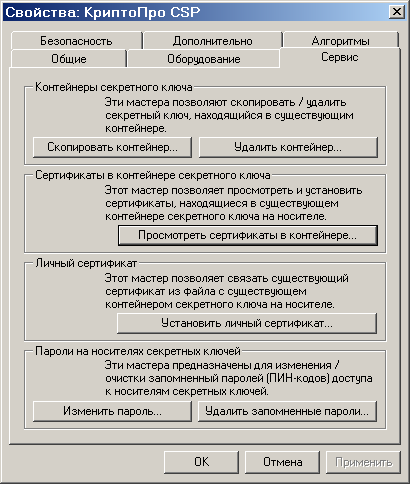 Свойства: КриптоПро CSP
Безопасность Дополнительно Алгоритмы
Общие Оборудование Сервис
Контейнеры секретного ключа
Эти мастера позволяют скопировать / удалить
секретный ключ, находящийся в существующим
контейнере.
Скопировать контейнер... Удалить контейнер...
Сертификаты в контейнере секретного ключа
Этот мастер позволяет просмотреть и установить
сертификаты, находящиеся в существующем
контейнере секретного ключа на носителе.
Просмотреть сертификаты в контейнере...
Личный сертификат
Этот мастер позволяет связать существующий
сертификат из файла с существующем
контейнером секретного ключа на носителе.
Установить личный сертификат...
Пароли на носителях секретных ключей
Эти мастера предназначены для изменения /
очистки запомненный паролей (ПИН-кодов) доступа
к носителям секретных ключей.
Изменить пароль... Удалить запомненные пароли...
OK Отмена Применить